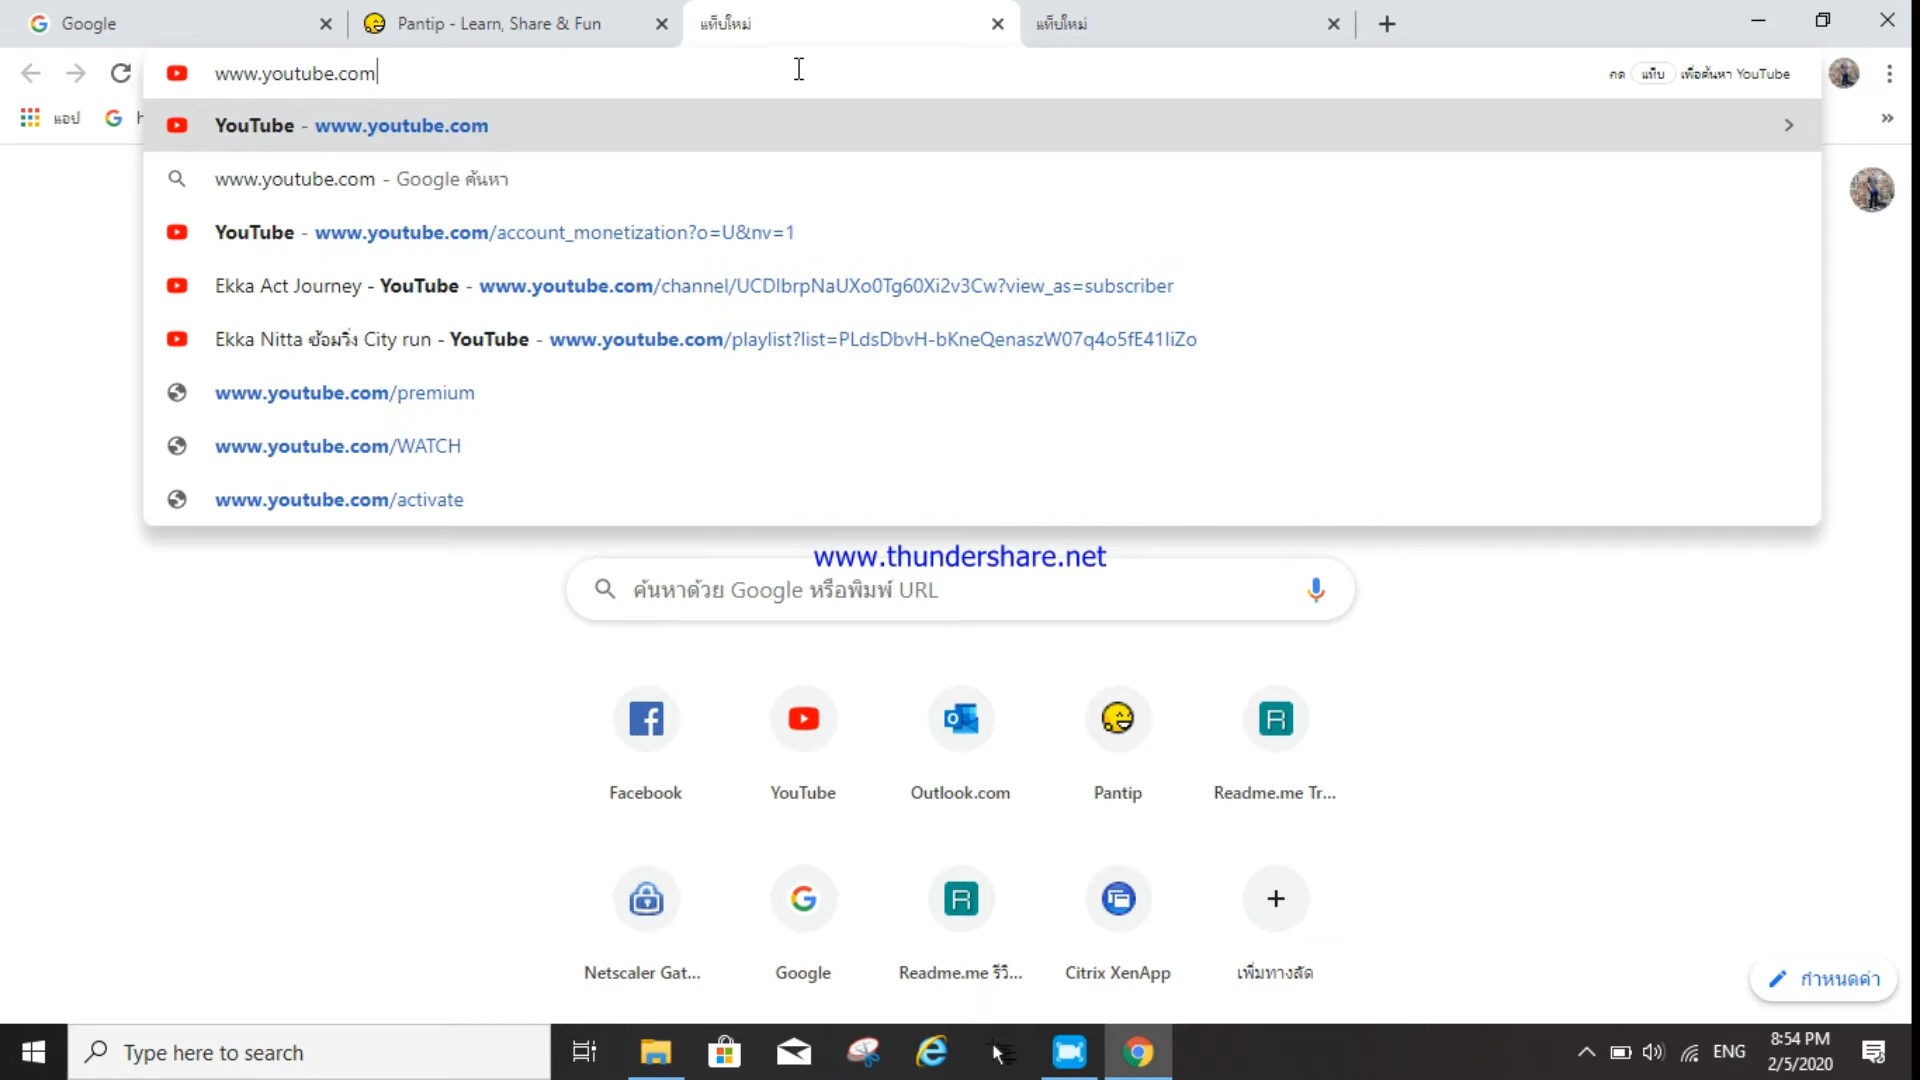 Google
Pantip - Learn, Share & Fun
แท็บใหม่
แท็บใหม่
www.youtube.com
กด แท็บ เพื่อค้นหา YouTube
แอป
YouTube - www.youtube.com
www.youtube.com - Google ค้นหา
YouTube - www.youtube.com/account_monetization?o=U&nv=1
Ekka Act Journey - YouTube - www.youtube.com/channel/UCDlbrpNaUXo0Tg60Xi2v3Cw?view_as=subscriber
Ekka Nitta ซ้อมวิ่ง City run - YouTube - www.youtube.com/playlist?list=PLdsDbvH-bKneQenaszW07q4o5fE41IiZo
www.youtube.com/premium
www.youtube.com/WATCH
www.youtube.com/activate
www.thundershare.net
ค้นหาด้วย Google หรือพิมพ์ URL
Facebook
YouTube
Outlook.com
Pantip
Readme.me Tr...
Netscaler Gat...
Google
Readme.me รีวิ...
Citrix XenApp
เพิ่มทางลัด
กำหนดค่า
Type here to search
ENG
8:54 PM
2/5/2020